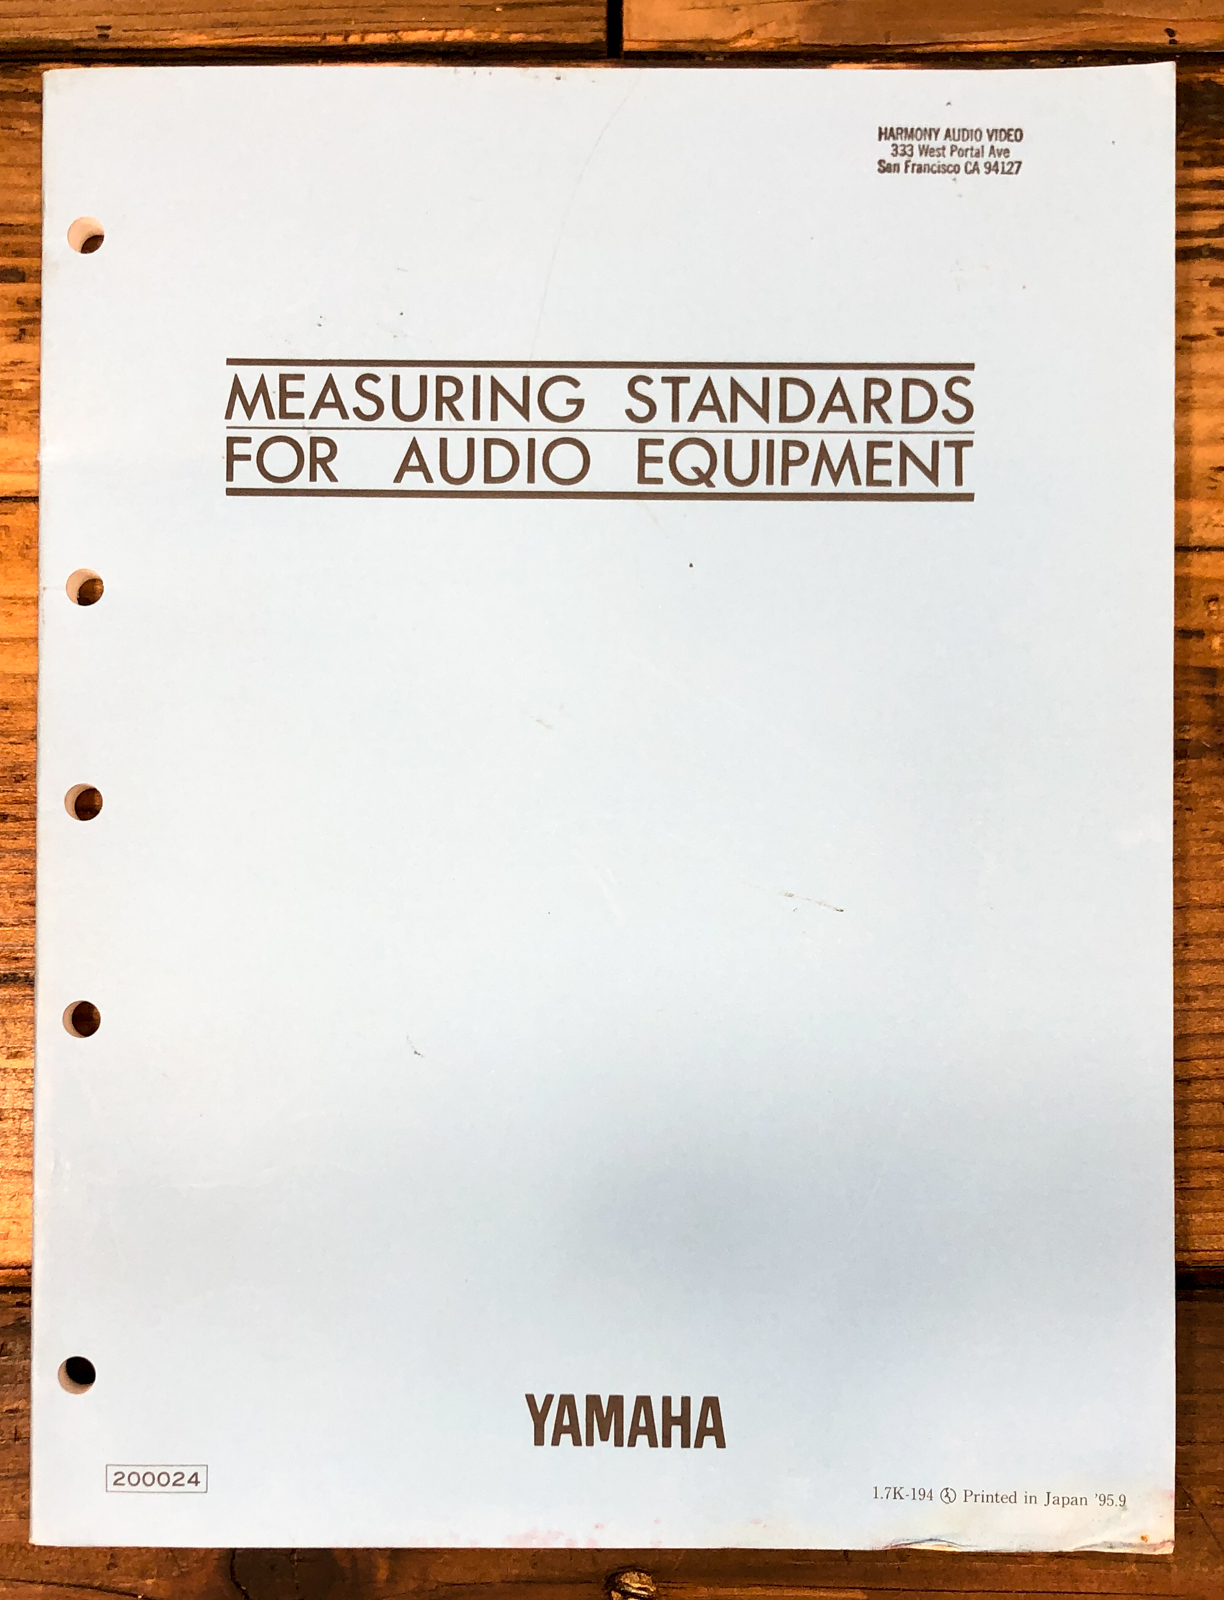 HARMONY AUDIO VIDEO
333 West Portal Ave
San Francisco CA 94127
MEASURING STANDARDS
FOR AUDIO EQUIPMENT
YAMAHA
200024
1.7K-194 Printed in Japan '95.9